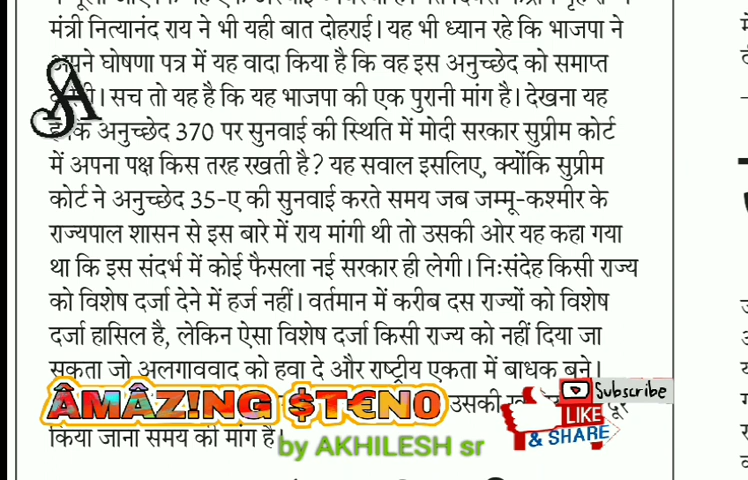 मंत्री नित्यानंद राय ने भी यही बात दोहराई। यह भी ध्यान रहे कि भाजपा ने
अपने घोषणा पत्र में यह वादा किया है कि वह इस अनुच्छेद को समाप्त
। सच तो यह है कि यह भाजपा की एक पुरानी मांग है। देखना यह
कि अनुच्छेद 370 पर सुनवाई की स्थिति में मोदी सरकार सुप्रीम कोर्ट
में अपना पक्ष किस तरह रखती है? यह सवाल इसलिए, क्योंकि सुप्रीम
कोर्ट ने अनुच्छेद 35-ए की सुनवाई करते समय जब जम्मू-कश्मीर के
राज्यपाल शासन से इस बारे में राय मांगी थी तो उसकी ओर यह कहा गया
था कि इस संदर्भ में कोई फैसला नई सरकार ही लेगी। निःसंदेह किसी राज्य
को विशेष दर्जा देने में हर्ज नहीं। वर्तमान में करीब दस राज्यों को विशेष
दर्जा हासिल है, लेकिन ऐसा विशेष दर्जा किसी राज्य को नहीं दिया जा
सकता जो अलगाववाद को हवा दे और राष्ट्रीय एकता में बाधक बने।
उसकी
किया जाना समय की मांग है।
ÂMÂZ!NG $T€NO
by AKHILESH sr
Subscribe
LIKE
& SHARE